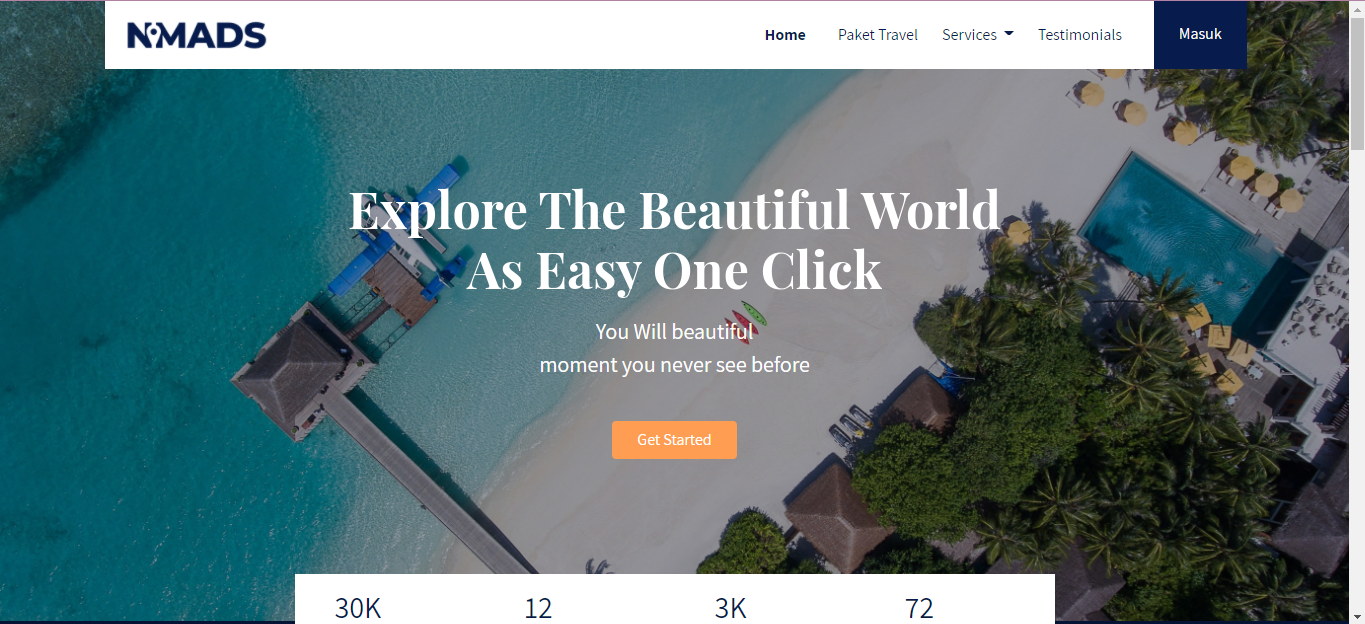 NOMADS
Home
Paket Travel
Services
Testimonials
Masuk
Explore The Beautiful World
As Easy One Click
You Will beautiful
moment you never see before
Get Started
30K
12
3K
72